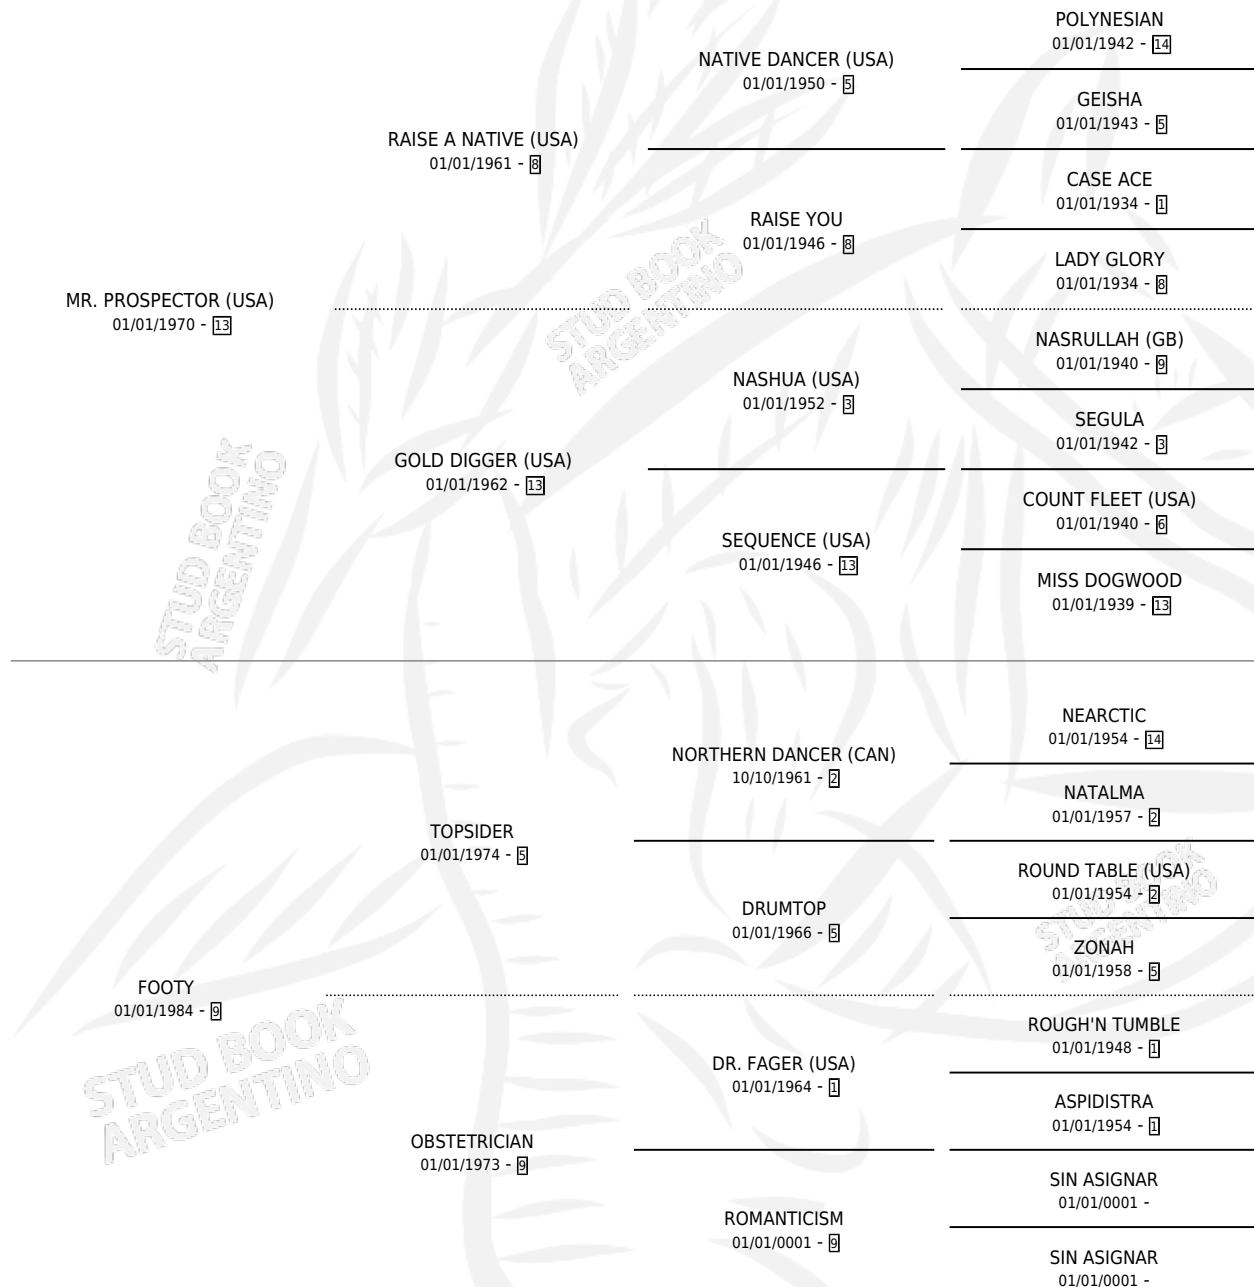 POLYNESIAN
01/01/1942 - 14
NATIVE DANCER (USA)
01/01/1950 - 5
GEISHA
01/01/1943 - 5
RAISE A NATIVE (USA)
01/01/1961 - 8
CASE ACE
01/01/1934 - 1
RAISE YOU
01/01/1946 - 8
LADY GLORY
01/01/1934 - 8
MR. PROSPECTOR (USA)
01/01/1970 - 13
NASRULLAH (GB)
01/01/1940 - 9
NASHUA (USA)
01/01/1952 - 3
SEGULA
01/01/1942 - 3
GOLD DIGGER (USA)
01/01/1962 - 13
COUNT FLEET (USA)
01/01/1940 - 6
SEQUENCE (USA)
01/01/1946 - 13
MISS DOGWOOD
01/01/1939 - 13
STUD BOOK
ARGENTINO
STUD BOOK
ARGENTINO
NEARCTIC
01/01/1954 - 14
NORTHERN DANCER (CAN)
10/10/1961 - 2
NATALMA
01/01/1957 - 2
TOPSIDER
01/01/1974 - 5
ROUND TABLE (USA)
01/01/1954 - 2
DRUMTOP
01/01/1966 - 5
ZONAH
01/01/1958 - 5
STUD BOOK
ARGENTINO
FOOTY
01/01/1984 - 9
ROUGH'N TUMBLE
01/01/1948 - 1
DR. FAGER (USA)
01/01/1964 - 1
ASPIDISTRA
01/01/1954 - 1
STUD BOOK
ARGENTINO
OBSTETRICIAN
01/01/1973 - 9
SIN ASIGNAR
01/01/0001 -
ROMANTICISM
01/01/0001 - 9
SIN ASIGNAR
01/01/0001 -